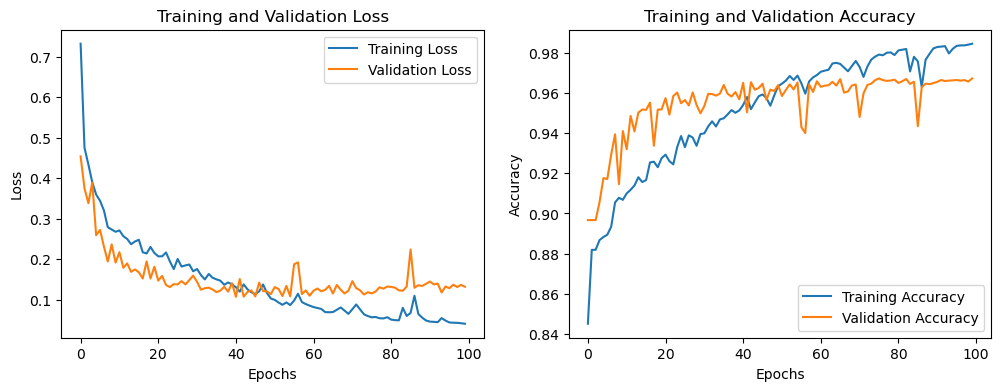 Training and Validation Loss
0.7
0.6
0.5
0.4
0.3
0.2
0.1
Loss
Training Loss
Validation Loss
0 20 40 60 80 100
Epochs
Training and Validation Accuracy
0.98
0.96
0.94
0.92
0.90
0.88
0.86
0.84
Accuracy
Training Accuracy
Validation Accuracy
0 20 40 60 80 100
Epochs